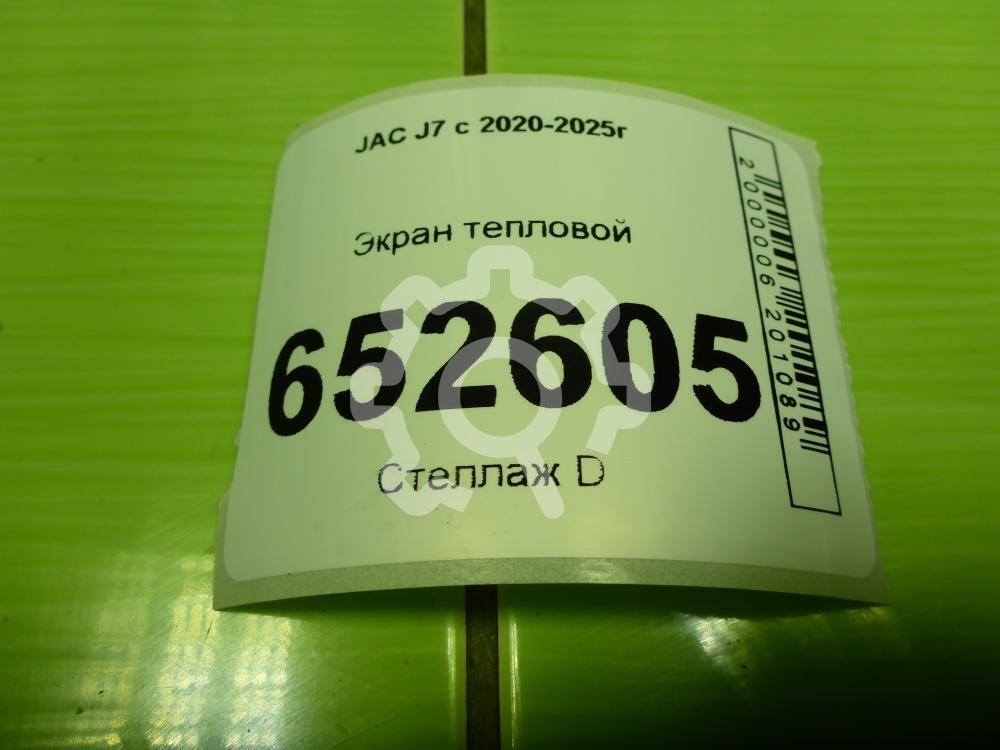 JAC J7 с 2020-2025г
Экран тепловой
652605
Стеллаж D
2000006201089